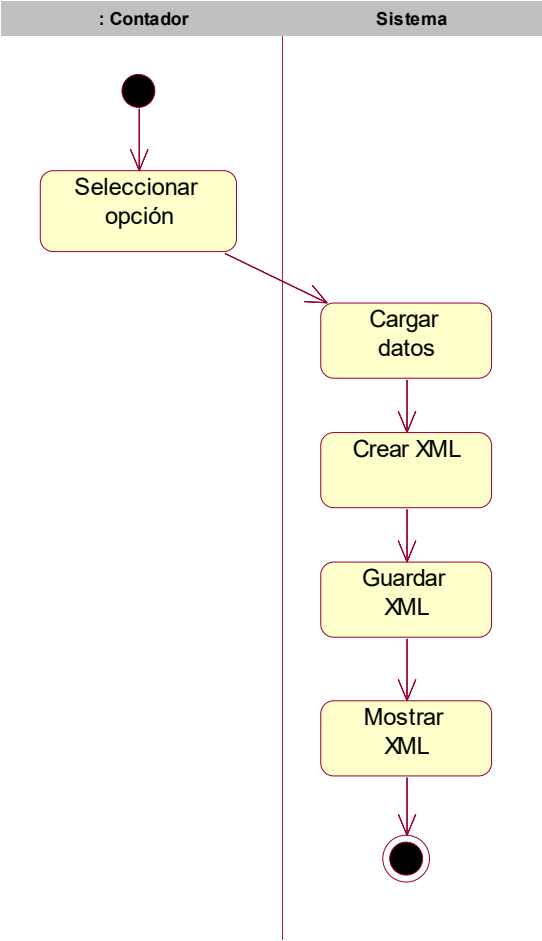 : Contador
Sistema
Seleccionar
opción
Cargar
datos
Crear XML
Guardar
XML
Mostrar
XML